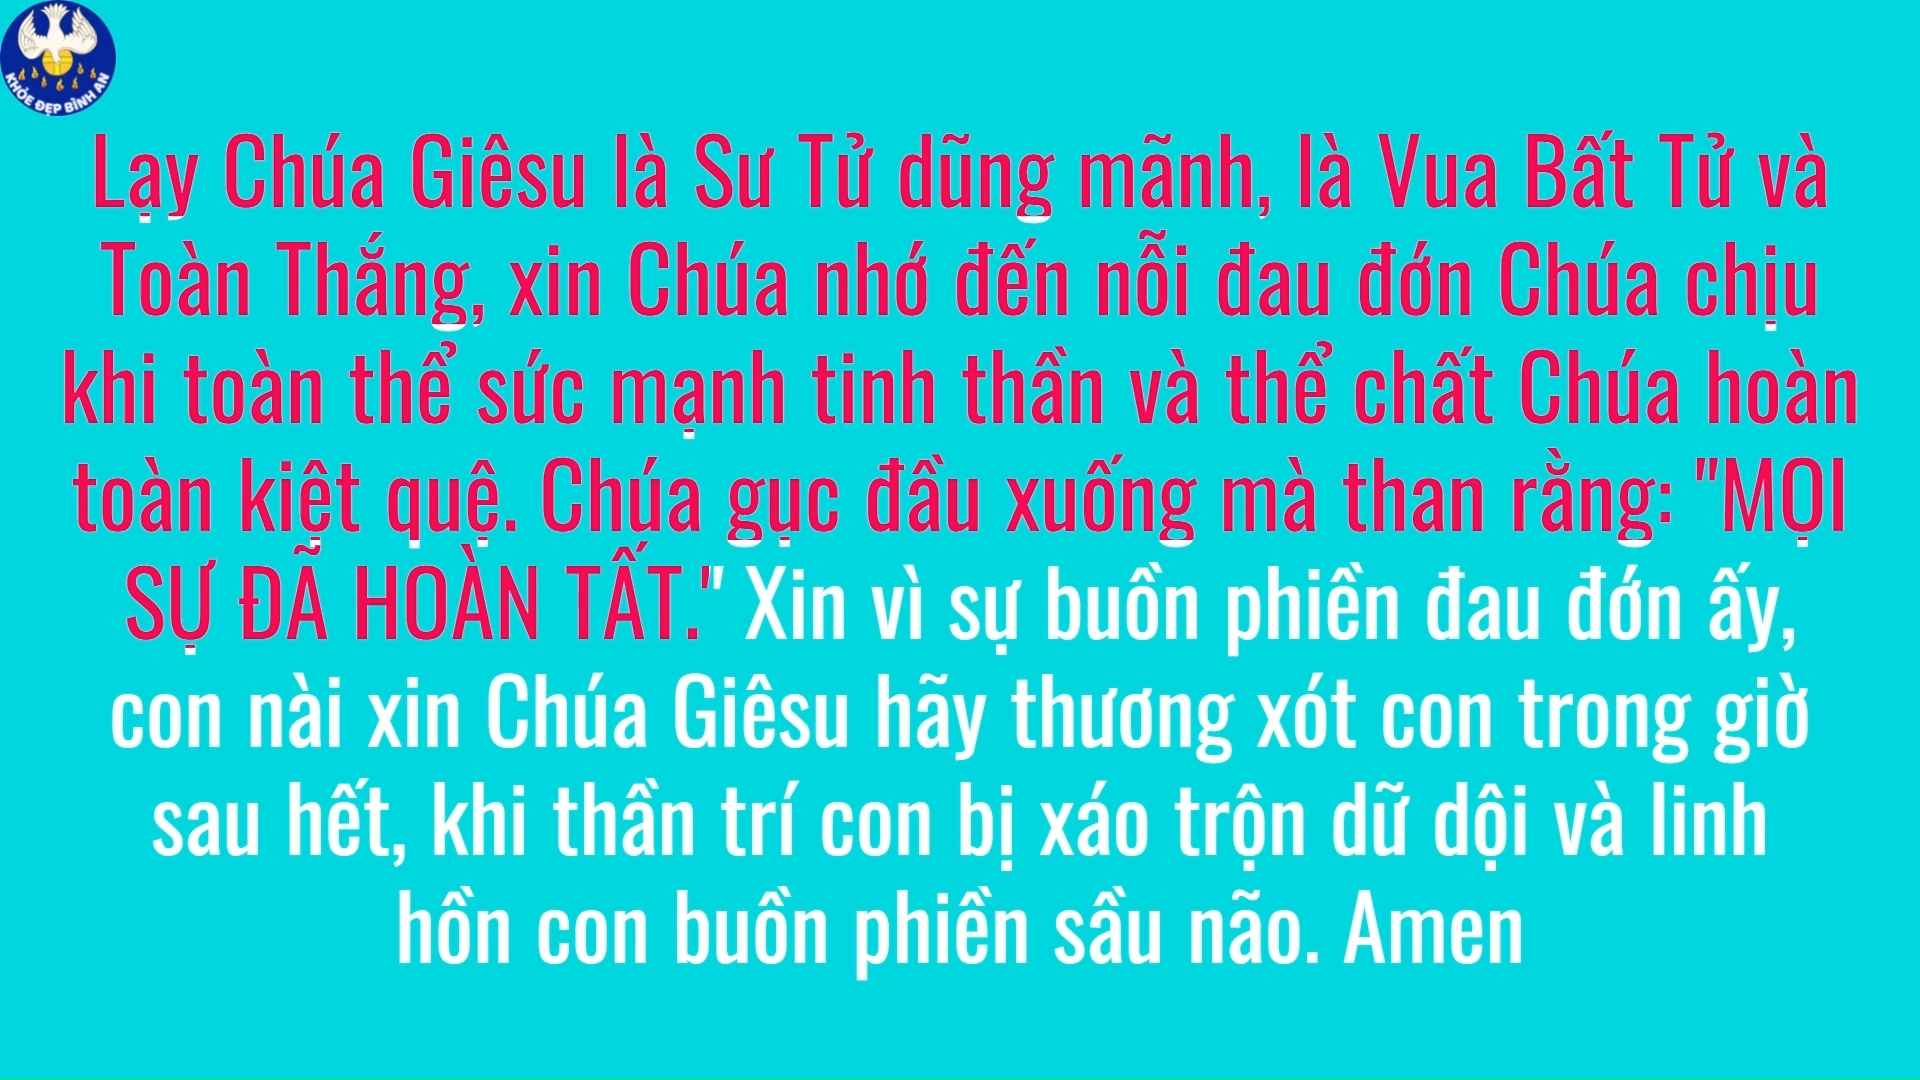 KHỎE ĐẸP BÌNH AN
Lạy Chúa Giêsu là Sư Tử dũng mãnh, là Vua Bất Tử và
Toàn Thắng, xin Chúa nhớ đến nỗi đau đớn Chúa chịu
khi toàn thể sức mạnh tinh thần và thể chất Chúa hoàn
toàn kiệt quệ. Chúa gục đầu xuống mà than rằng: "MỌI
SỰ ĐÃ HOÀN TẤT." Xin vì sự buồn phiền đau đớn ấy,
con nài xin Chúa Giêsu hãy thương xót con trong giờ
sau hết, khi thần trí con bị xáo trộn dữ dội và linh
hồn con buồn phiền sầu não. Amen